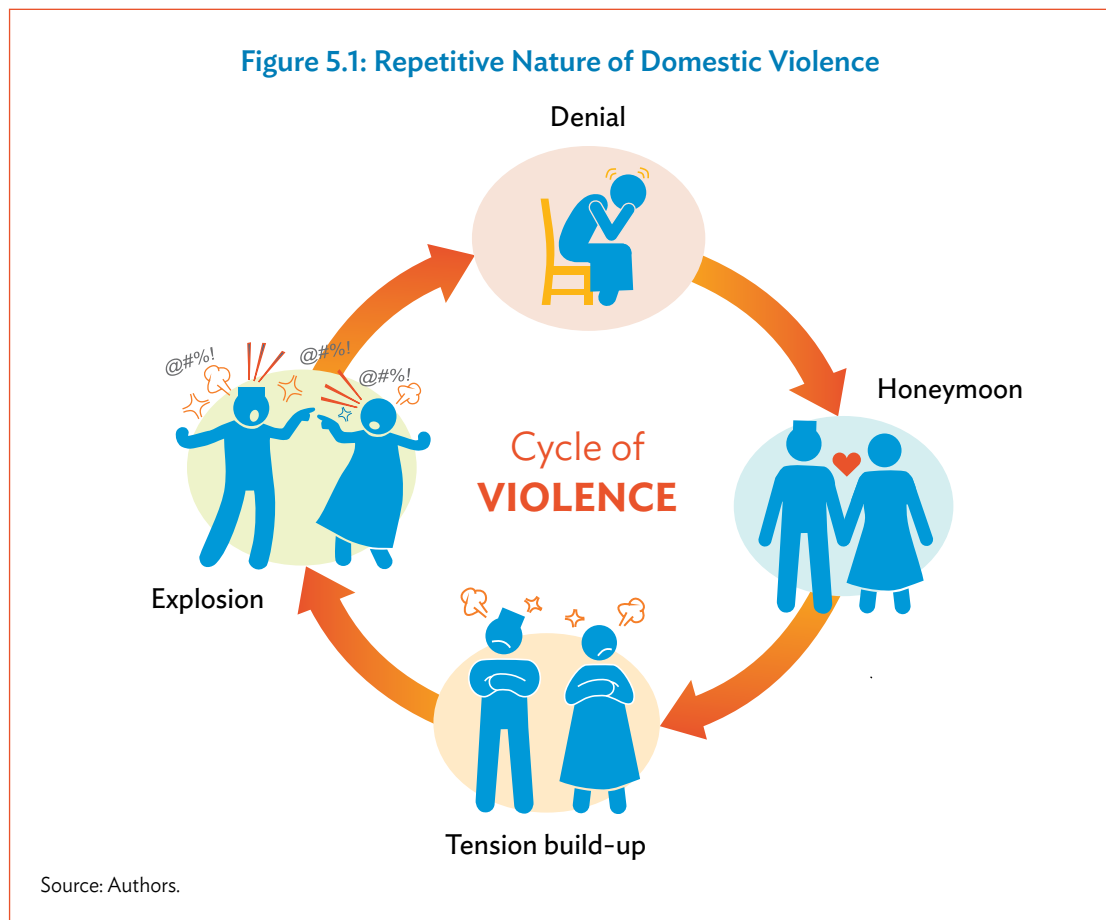 Figure 5.1: Repetitive Nature of Domestic Violence
Denial
Honeymoon
@#%!
@#%!
@#%!
Cycle of
VIOLENCE
Explosion
Tension build-up
Source: Authors.